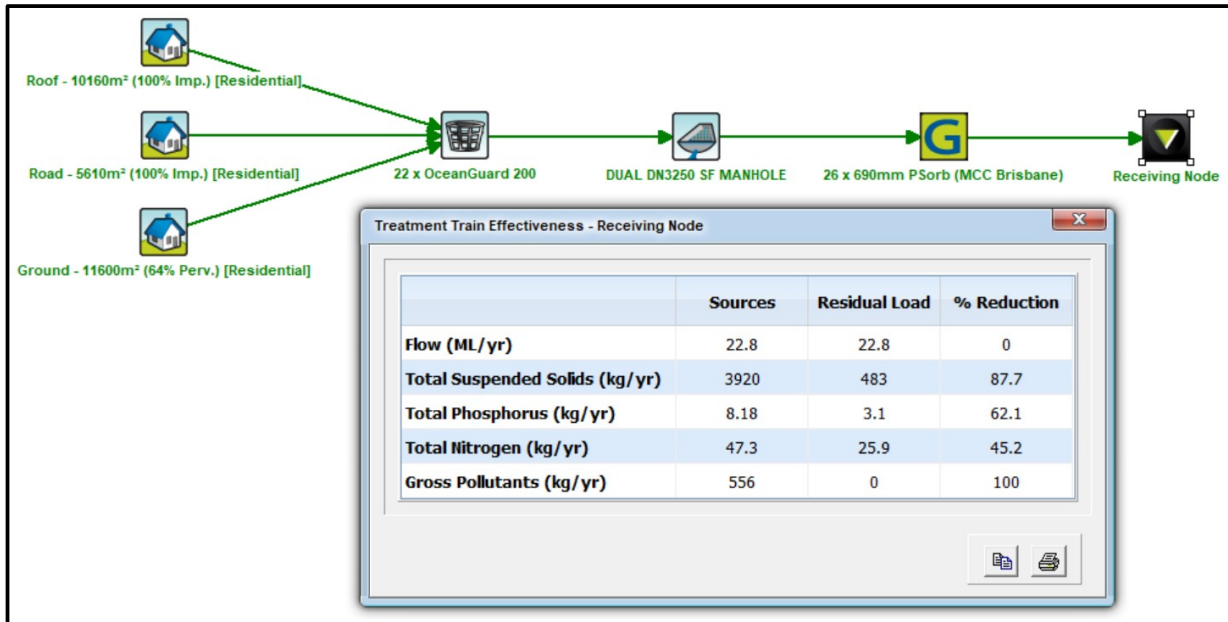 Roof - 10160m² (100% Imp.) [Residential]
Road - 5610m² (100% Imp.) [Residential]
22 x OceanGuard 200
DUAL DN3250 SF MANHOLE
G
26 x 690mm PSorb (MCC Brisbane)
Receiving Node
Ground - 11600m² (64% Perv.) [Residential]
Treatment Train Effectiveness - Receiving Node
x
Sources Residual Load % Reduction
Flow (ML/yr) 22.8 22.8 0
Total Suspended Solids (kg/yr) 3920 483 87.7
Total Phosphorus (kg/yr) 8.18 3.1 62.1
Total Nitrogen (kg/yr) 47.3 25.9 45.2
Gross Pollutants (kg/yr) 556 0 100